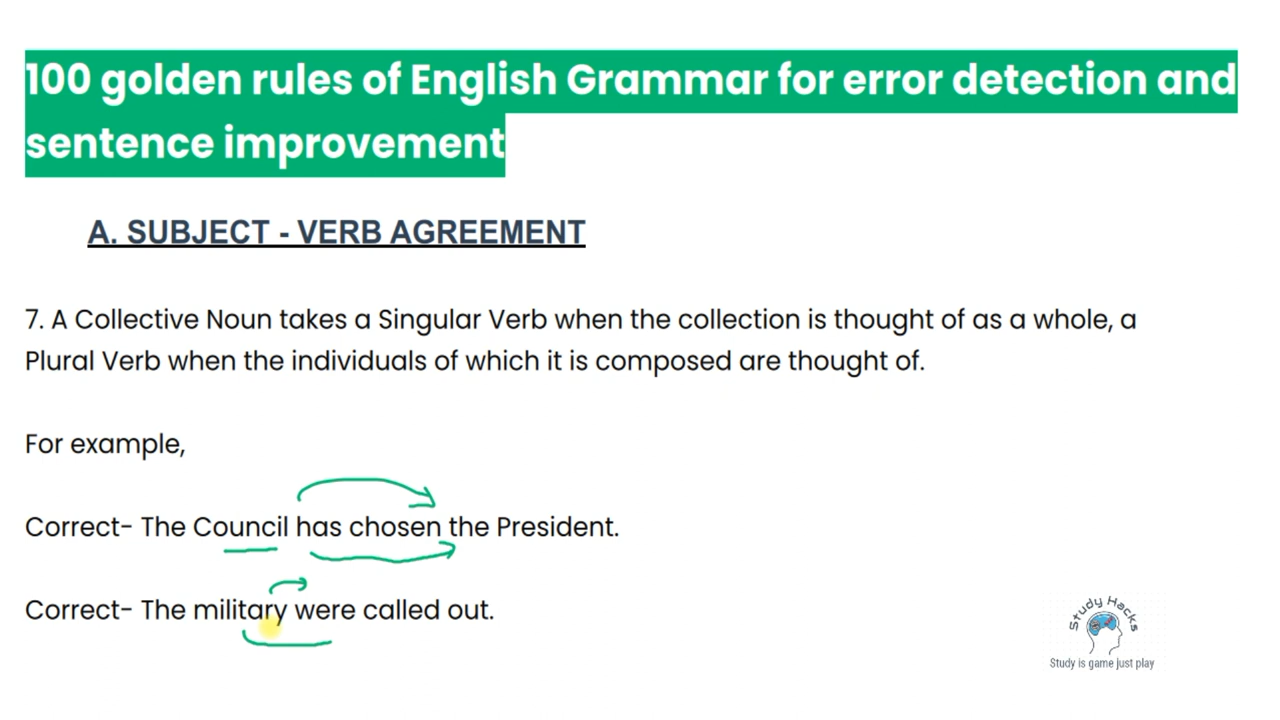 100 golden rules of English Grammar for error detection and
sentence improvement
A. SUBJECT - VERB AGREEMENT
7. A Collective Noun takes a Singular Verb when the collection is thought of as a whole, a
Plural Verb when the individuals of which it is composed are thought of.
For example,
Correct- The Council has chosen the President.
Correct- The military were called out.
Study Hacks
Study is game just play